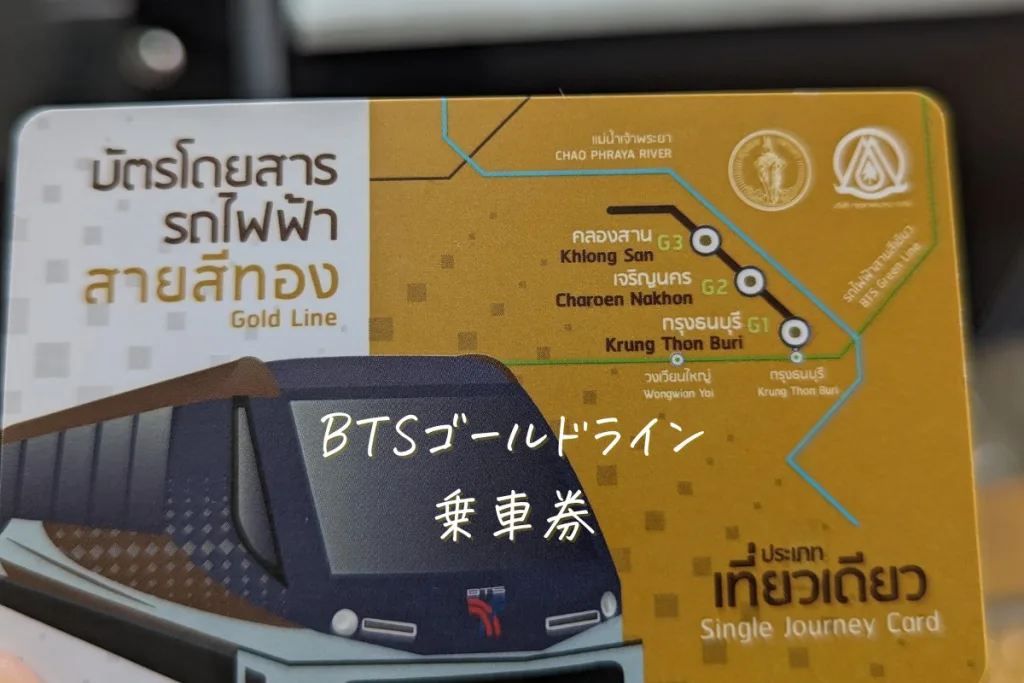 บัตรโดยสาร
รถไฟฟ้า
สายสีทอง
Gold Line
แม่น้ำเจ้าพระยา
CHAO PHRAYA RIVER
คลองสาน G3
Khlong San
เจริญนคร G2
Charoen Nakhon
กรุงธนบุรี G1
Krung Thon Buri
วงเวียนใหญ่
Wongwian Yai
กรุงธนบุรี
Krung Thon Buri
รถไฟฟ้าสายสีเขียว
BTS Green Line
BTSゴールドライン
乗車券
BTS
ประเภท
เที่ยวเดียว
Single Journey Card